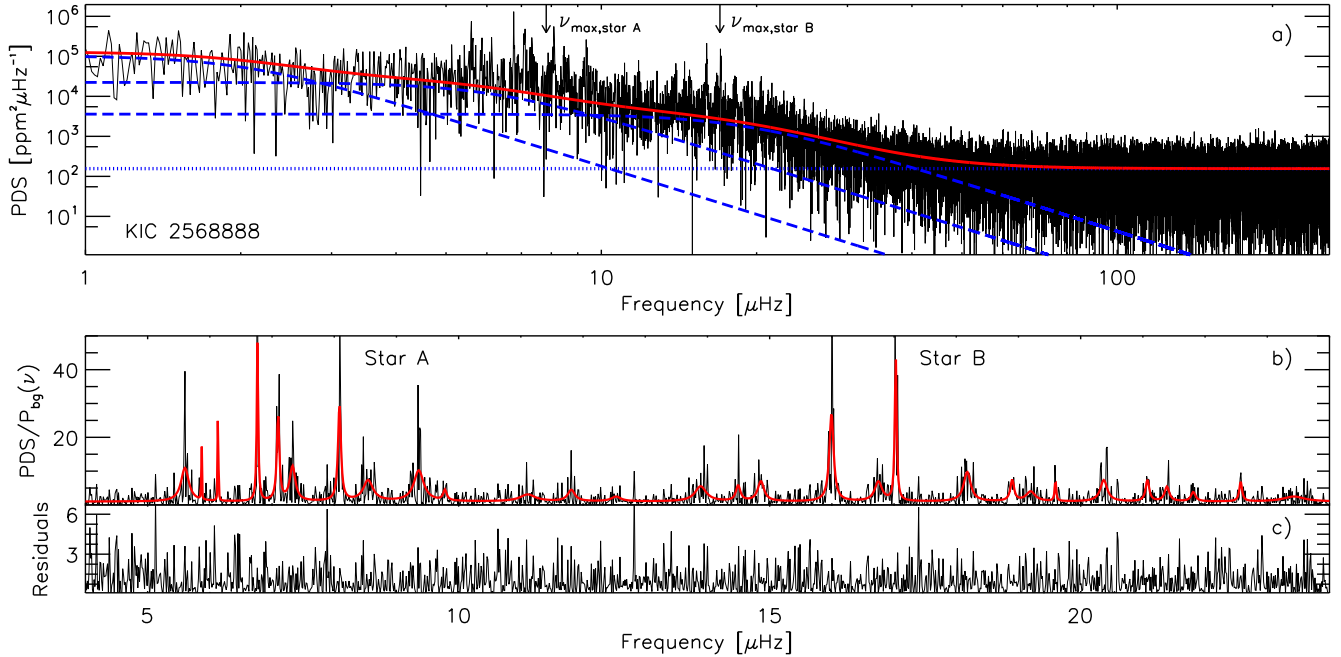 10⁶
10⁵
10⁴
10³
10²
10¹
PDS [ppm²μHz⁻¹]
ν_max,star A
ν_max,star B
a)
KIC 2568888
1
10
100
Frequency [μHz]
40
20
PDS/P_bg(ν)
Star A
Star B
b)
6
3
Residuals
c)
5
10
15
20
Frequency [μHz]